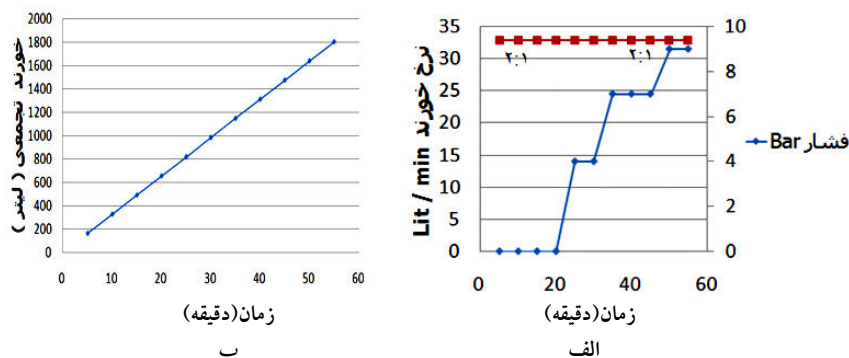 2000
1800
1600
1400
1200
1000
800
600
400
200
0
خورند تجمعی ( لیتر )
0 10 20 30 40 50 60
زمان(دقیقه)
ب
35
30
25
20
15
10
5
0
نرخ خورند Lit / min
۲:۱ ۲:۱
10
8
6
4
2
0
فشار Bar
0 20 40 60
زمان(دقیقه)
الف